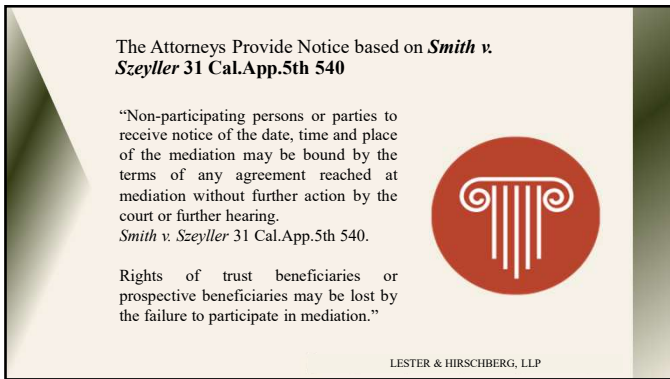 The Attorneys Provide Notice based on Smith v.
Szeyller 31 Cal.App.5th 540
“Non-participating persons or parties to
receive notice of the date, time and place
of the mediation may be bound by the
terms of any agreement reached at
mediation without further action by the
court or further hearing.
Smith v. Szeyller 31 Cal.App.5th 540.
Rights of trust beneficiaries or
prospective beneficiaries may be lost by
the failure to participate in mediation.”
LESTER & HIRSCHBERG, LLP